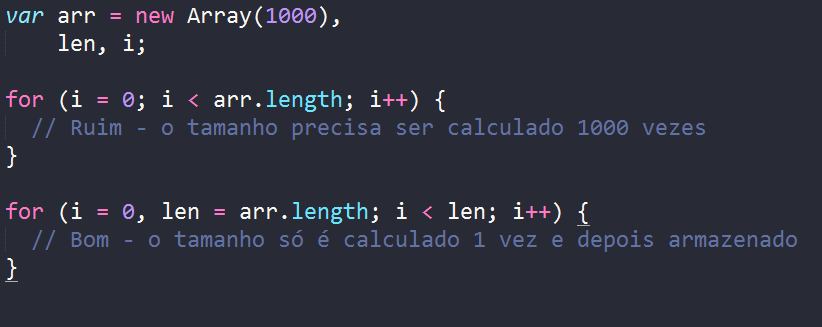 var arr = new Array(1000),
    len, i;
for (i = 0; i < arr.length; i++) {
  // Ruim - o tamanho precisa ser calculado 1000 vezes
}
for (i = 0, len = arr.length; i < len; i++) {
  // Bom - o tamanho só é calculado 1 vez e depois armazenado
}